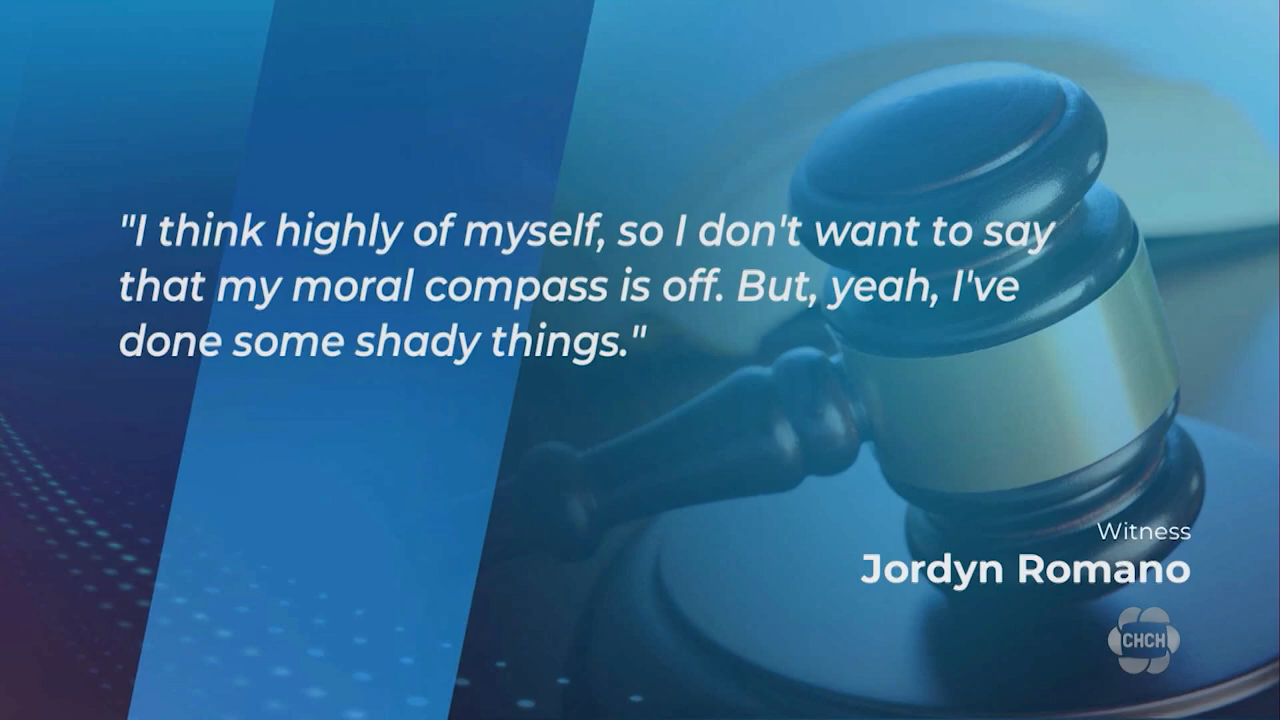 "I think highly of myself, so I don't want to say
that my moral compass is off. But, yeah, I've
done some shady things."
Witness
Jordyn Romano
CHCH